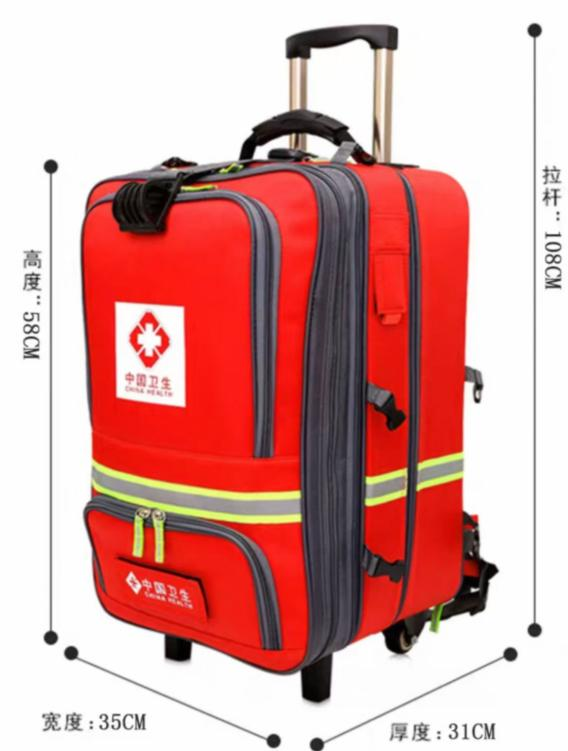 拉杆：108CM
高度：58CM
中国卫生
CHINA HEALTH
中国卫生
CHINA HEALTH
宽度:35CM
厚度:31CM